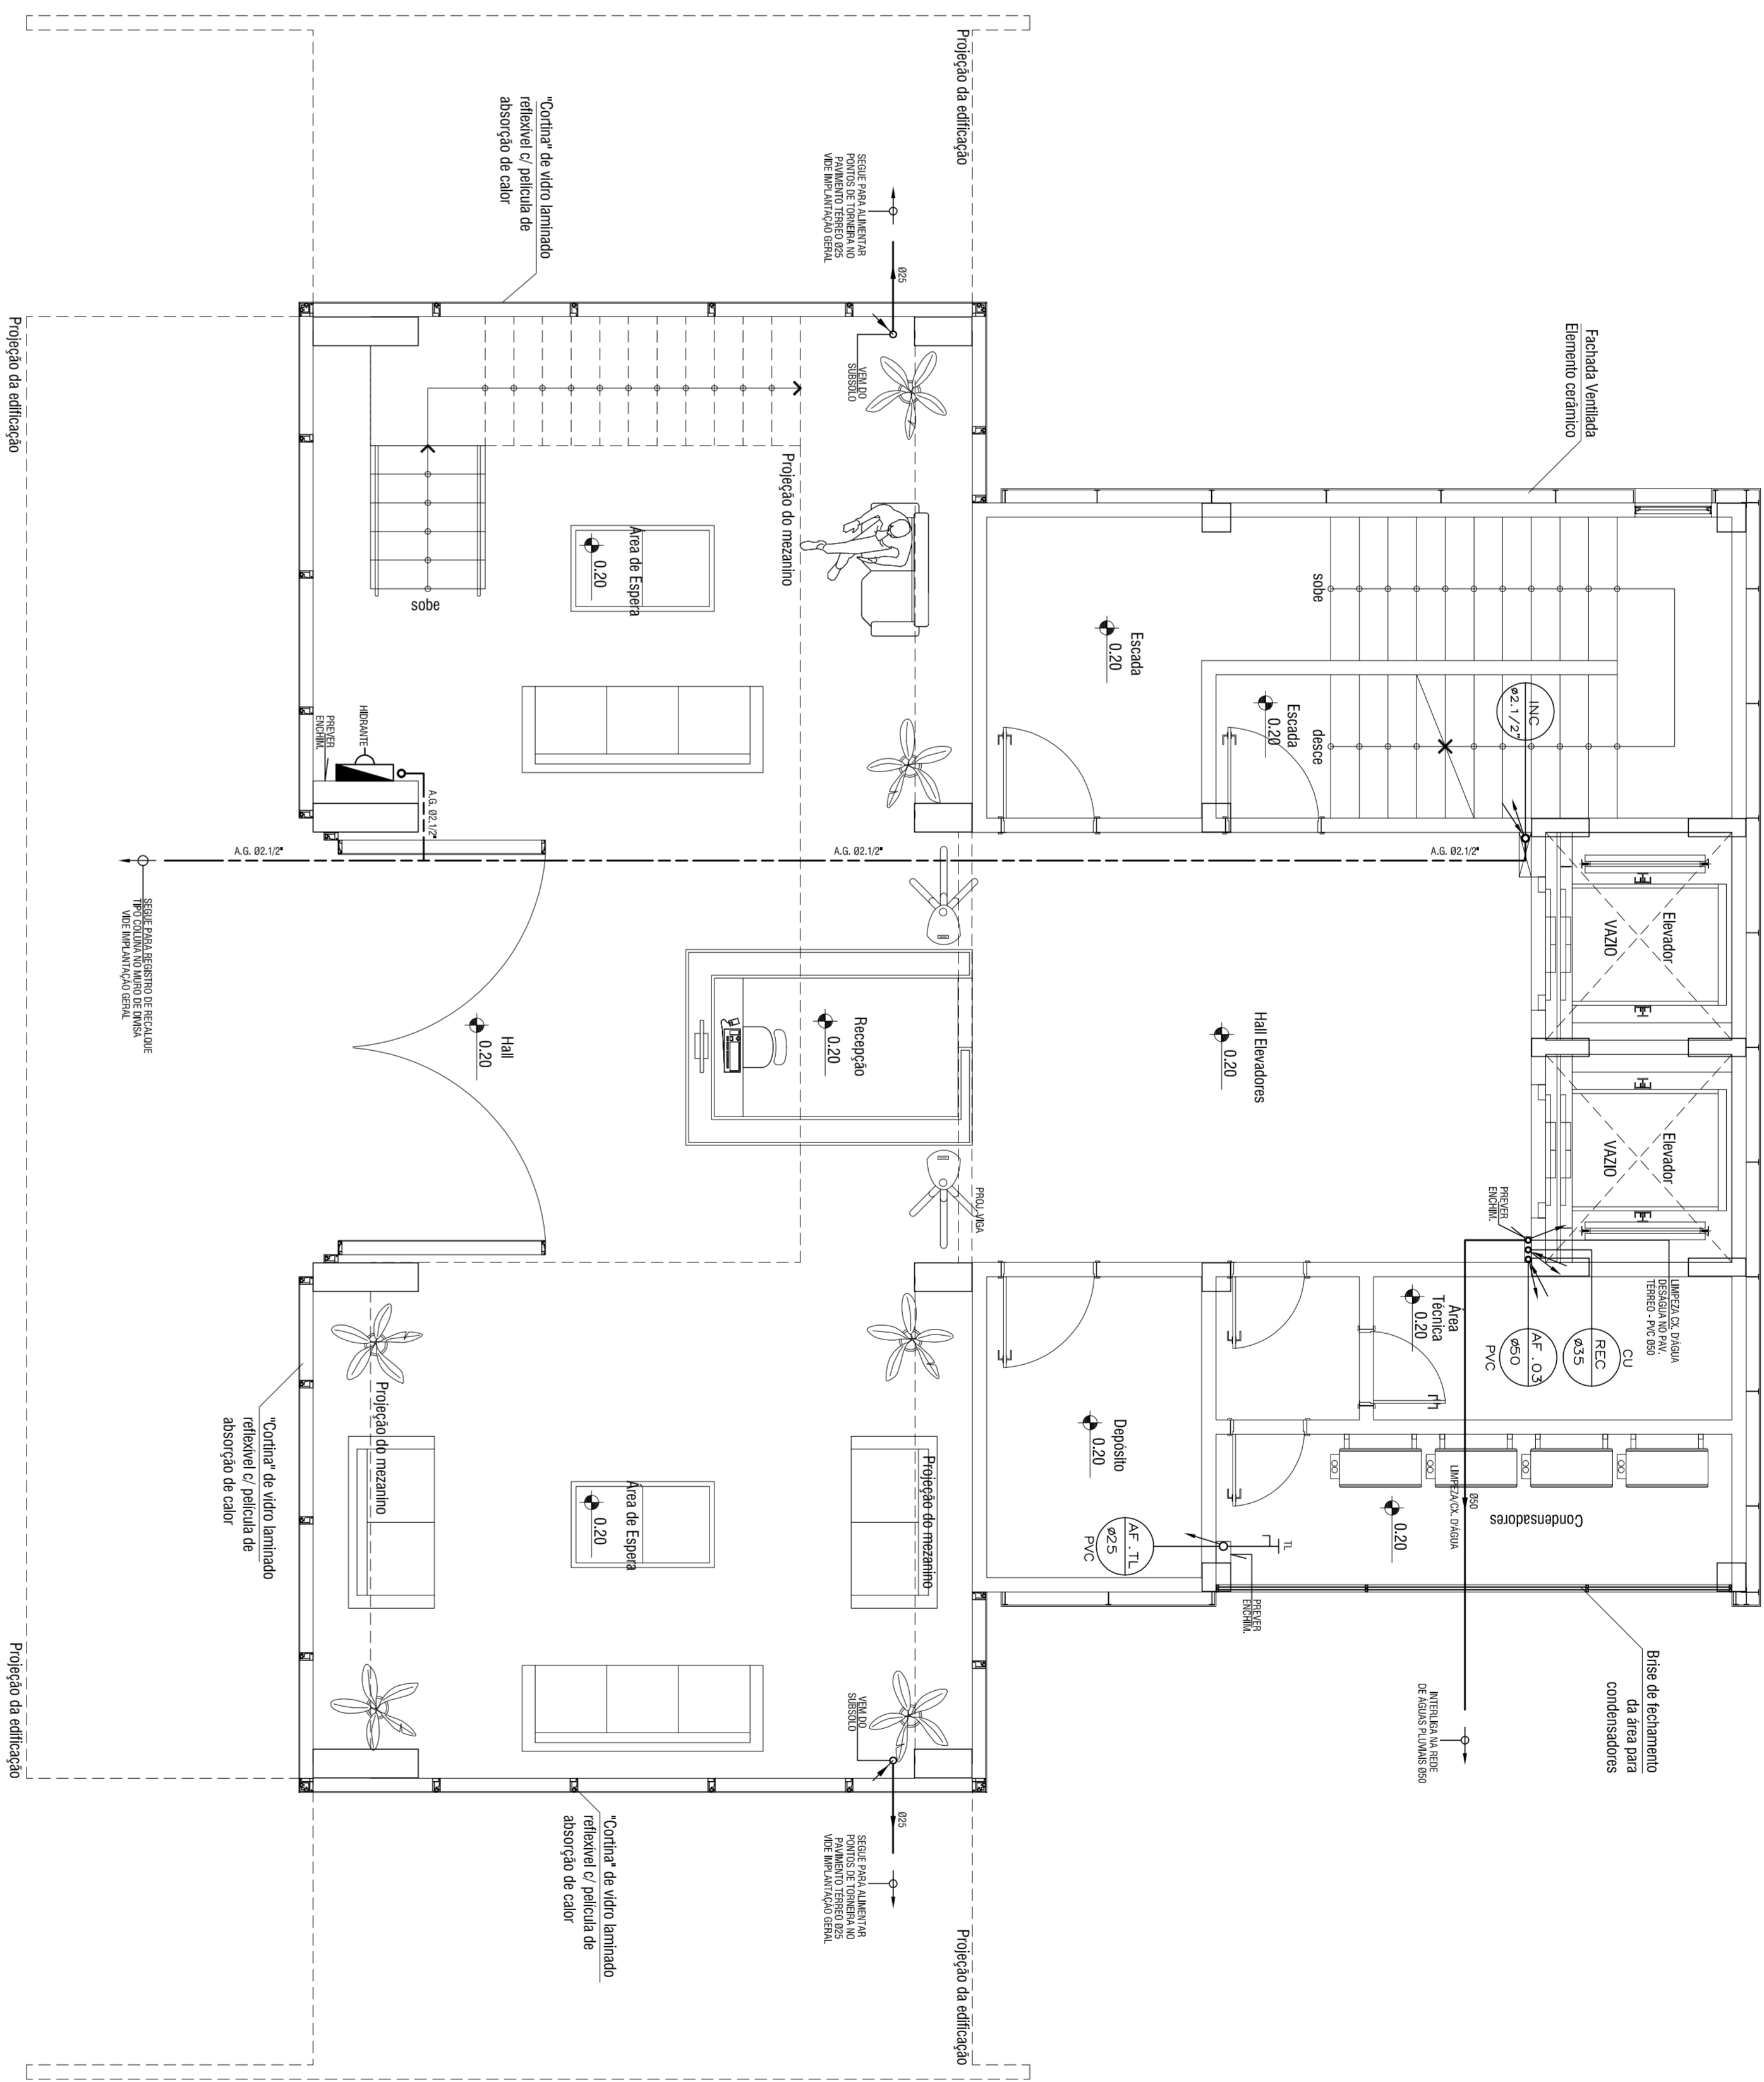 Projeção da edificação
"Cortina" de vidro laminado
reflexível c/ película de
absorção de calor
SEGUE PARA ALIMENTAR
PONTOS DE TORNEIRA NO
PAVIMENTO TÉRREO Ø25
VIDE IMPLANTAÇÃO GERAL
Ø25
VEM DO
SUBSOLO
Fachada Ventilada
Elemento cerâmico
Projeção da edificação
Projeção do mezanino
Área de Espera
0.20
sobe
sobe
Escada
0.20
Escada
0.20
desce
INC
Ø2.1/2"
HIDRANTE
PREVER
ENCHIM.
A.G. Ø2.1/2"
A.G. Ø2.1/2"
A.G. Ø2.1/2"
A.G. Ø2.1/2"
SEGUE PARA REGISTRO DE RECALQUE
TIPO COLUNA NO MURO DE DIVISA
VIDE IMPLANTAÇÃO GERAL
Elevador
VAZIO
Hall
0.20
Recepção
0.20
Hall Elevadores
0.20
Elevador
VAZIO
PROJ. VIGA
PREVER
ENCHIM.
LIMPEZA CX. D'ÁGUA
DESÁGUA NO PAV.
TÉRREO - PVC Ø50
CU
REC
Ø35
AF.03
Ø50
PVC
Área
Técnica
0.20
Depósito
0.20
Ø50
LIMPEZA/CX. D'ÁGUA
Condensadores
0.20
AF.TL
Ø25
PVC
TL
PREVER
ENCHIM.
Projeção do mezanino
Projeção do mezanino
"Cortina" de vidro laminado
reflexível c/ película de
absorção de calor
Área de Espera
0.20
VEM DO
SUBSOLO
Brise de fechamento
da área para
condensadores
INTERLIGA NA REDE
DE ÁGUAS PLUVIAIS Ø50
Projeção da edificação
"Cortina" de vidro laminado
reflexível c/ película de
absorção de calor
Ø25
SEGUE PARA ALIMENTAR
PONTOS DE TORNEIRA NO
PAVIMENTO TÉRREO Ø25
VIDE IMPLANTAÇÃO GERAL
Projeção da edificação